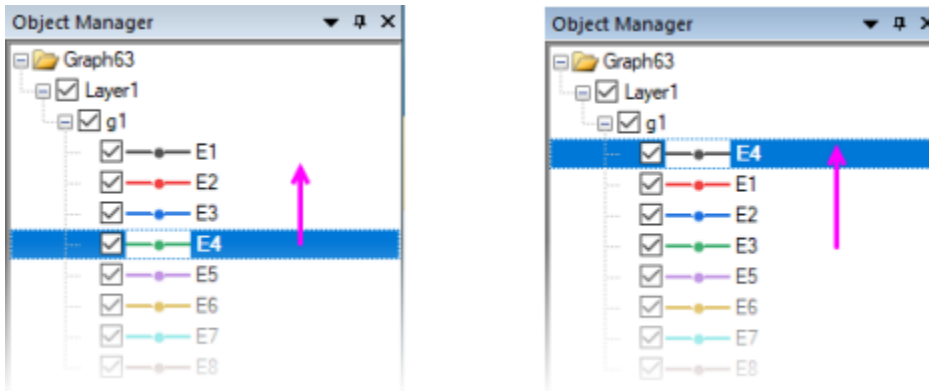 Object Manager
Graph63
Layer1
g1
E1
E2
E3
E4
E5
E6
E7
E8
Object Manager
Graph63
Layer1
g1
E4
E1
E2
E3
E5
E6
E7
E8